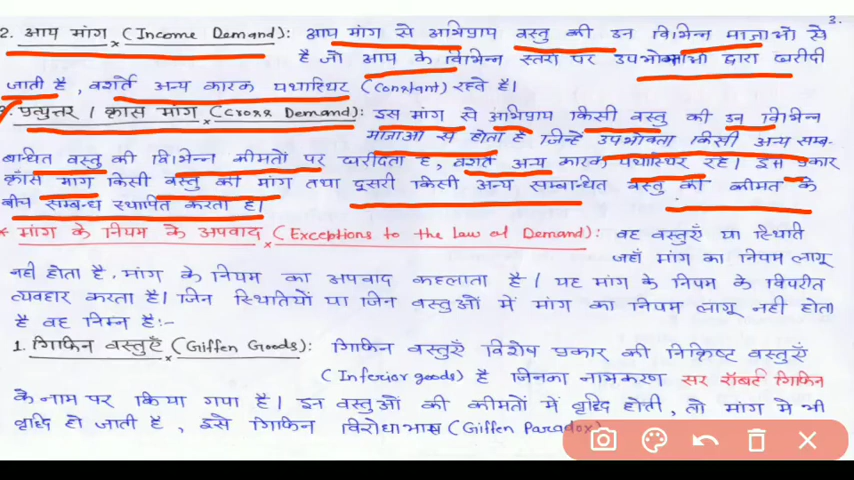 3.
2. आय मांग (Income Demand): आय मांग से अभिप्राय वस्तु की उन विभिन्न मात्राओ से
है जो आय के विभिन्न स्तरों पर उपभोक्ताओ द्वारा खरीदी
जाती है, बशर्ते अन्य कारक यथास्थिर (Constant) रहते है।
प्रत्युत्तर / क्रास मांग (Cross Demand): इस मांग से अभिप्राय किसी वस्तु की उन विभिन्न
मात्राओ से होता है जिन्हें उपभोक्ता किसी अन्य सम्ब-
बन्धित वस्तु की विभिन्न कीमतों पर खरीदता है, बशर्ते अन्य कारक यथास्थिर रहे। इस प्रकार
क्रॉस मांग किसी वस्तु की मांग तथा दूसरी किसी अन्य सम्बन्धित वस्तु की कीमत के
बीच सम्बन्ध स्थापित करता है।
* मांग के नियम के अपवाद (Exceptions to the law of Demand): वह वस्तुएँ या स्थिति
जहाँ मांग का नियम लागू
नही होता है, मांग के नियम का अपवाद कहलाता है। यह मांग के नियम के विपरीत
व्यवहार करता है। जिन स्थितियों या जिन वस्तुओं में मांग का नियम लागू नही होता
है वह निम्न है:-
1. गिफिन वस्तुएँ (Giffen Goods): गिफिन वस्तुएँ विशेष प्रकार की निकृष्ट वस्तुएँ
(Inferior goods) है जिनका नामकरण सर रॉबर्ट गिफिन
के नाम पर किया गया है। इन वस्तुओं की कीमतों में वृद्धि होती, तो मांग मे भी
वृद्धि हो जाती है, इसे गिफिन विरोधाभास (Giffen Paradox)